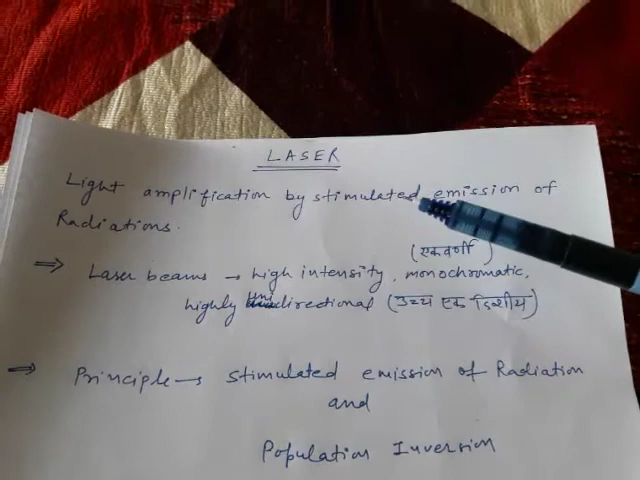 LASER
Light amplification by stimulated emission of
Radiations.
(एकवर्णी)
⇒ Laser beams → high intensity, monochromatic,
highly unidirectional (उच्च एक दिशीय)
⇒ Principle → stimulated emission of Radiation
and
Population Inversion